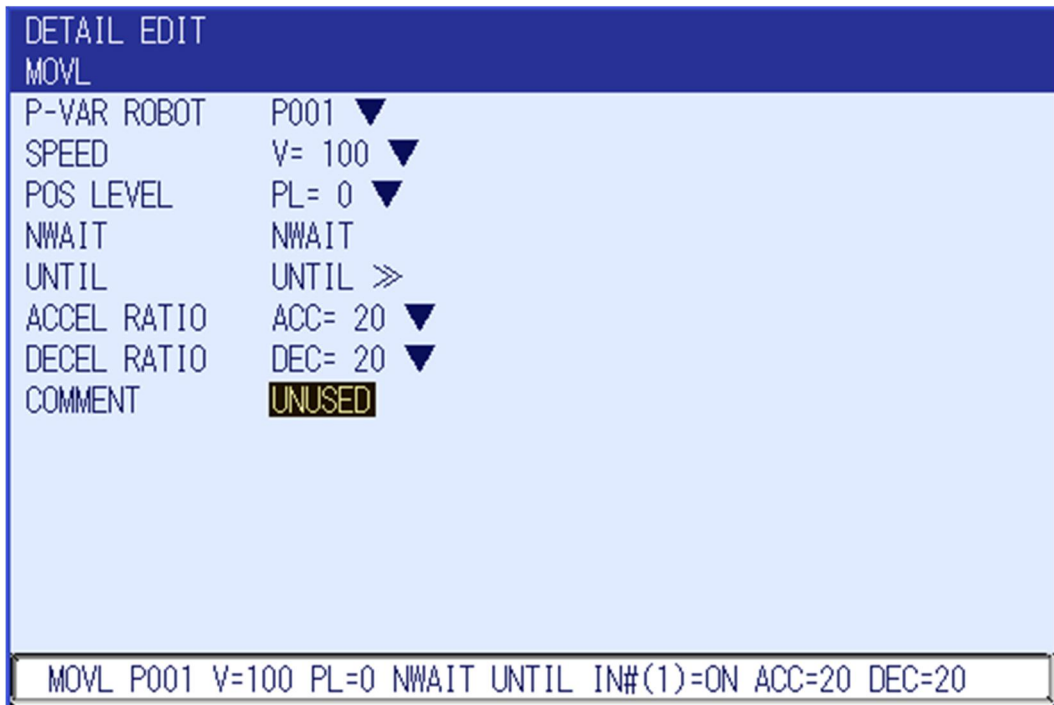 DETAIL EDIT
MOVL
P-VAR ROBOT P001 ▼
SPEED V= 100 ▼
POS LEVEL PL= 0 ▼
NWAIT NWAIT
UNTIL UNTIL ≫
ACCEL RATIO ACC= 20 ▼
DECEL RATIO DEC= 20 ▼
COMMENT UNUSED
MOVL P001 V=100 PL=0 NWAIT UNTIL IN#(1)=ON ACC=20 DEC=20